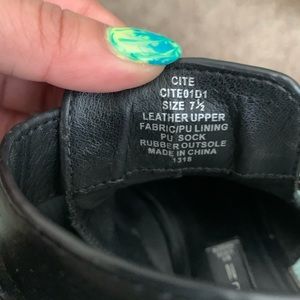 CITE
CITE01D1
SIZE 7½
LEATHER UPPER
FABRIC/PU LINING
PU SOCK
RUBBER OUTSOLE
MADE IN CHINA
1318